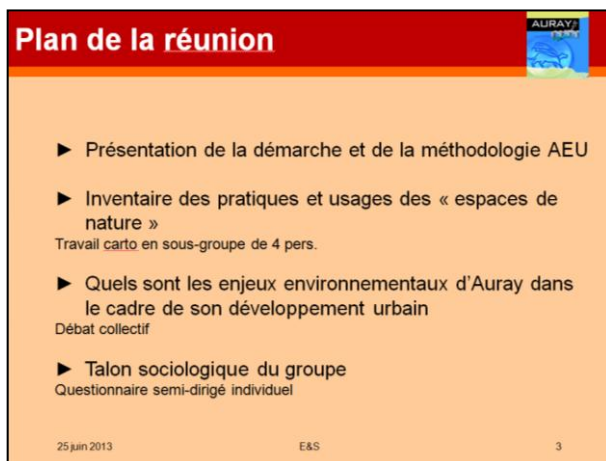 Plan de la réunion
AURAY
► Présentation de la démarche et de la méthodologie AEU
► Inventaire des pratiques et usages des « espaces de
nature »
Travail carto en sous-groupe de 4 pers.
► Quels sont les enjeux environnementaux d'Auray dans
le cadre de son développement urbain
Débat collectif
► Talon sociologique du groupe
Questionnaire semi-dirigé individuel
25 juin 2013 E&S 3